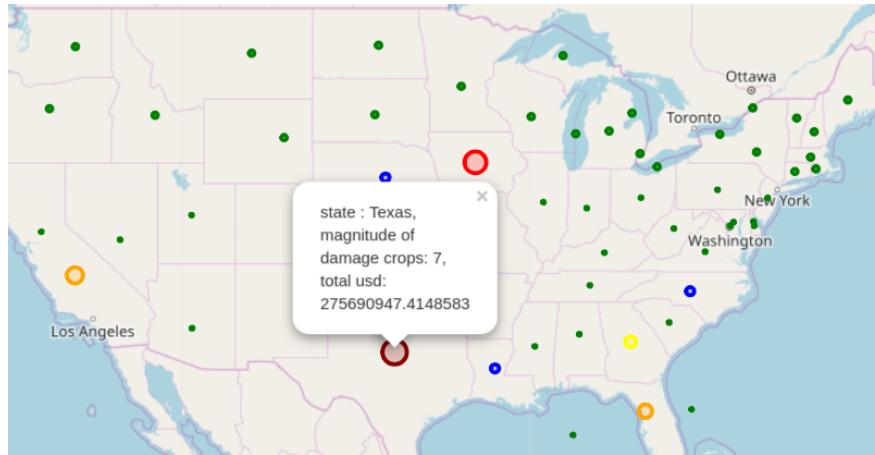 Ottawa
Toronto
New York
Washington
Los Angeles
×
state : Texas,
magnitude of
damage crops: 7,
total usd:
275690947.4148583